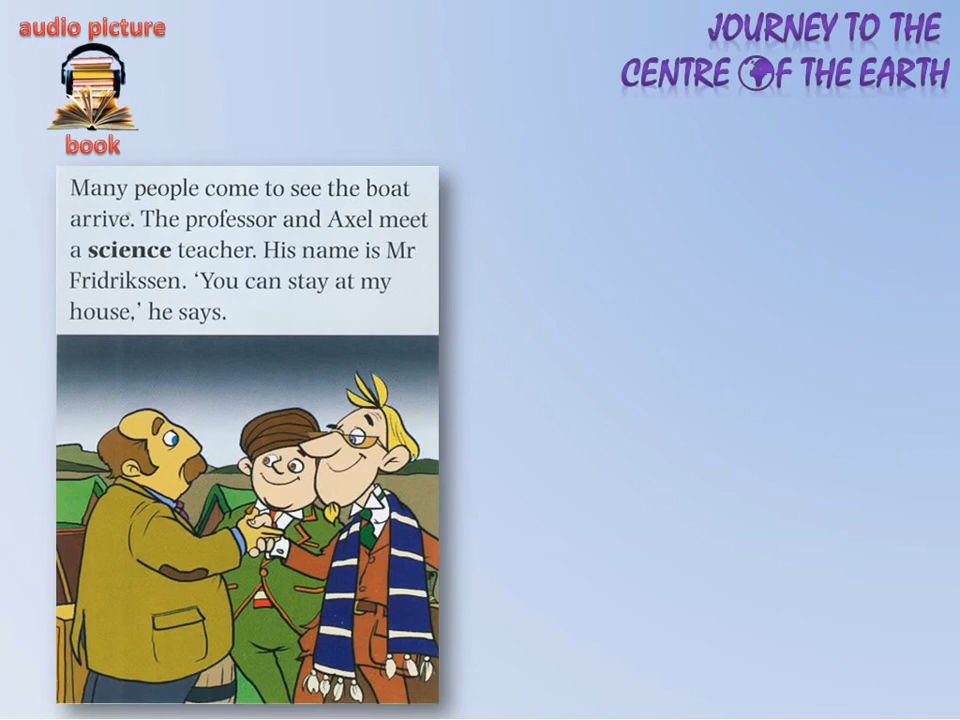 audio picture
book
JOURNEY TO THE
CENTRE OF THE EARTH
Many people come to see the boat
arrive. The professor and Axel meet
a science teacher. His name is Mr
Fridrikssen. ‘You can stay at my
house,’ he says.